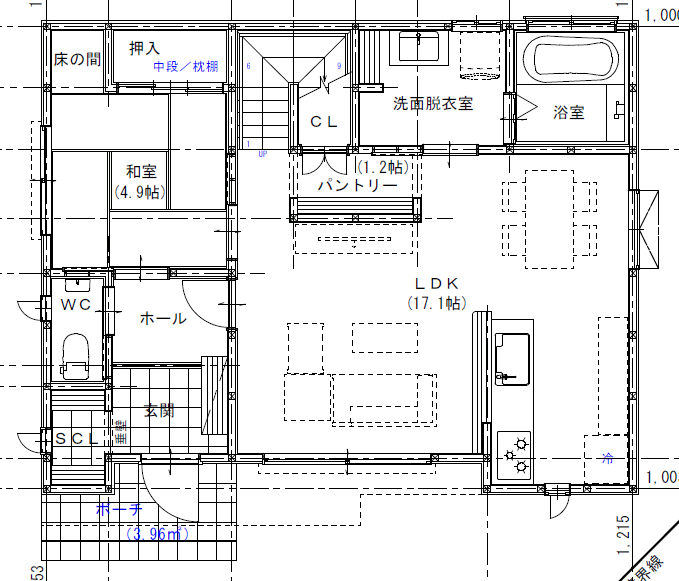 1,000
床の間
押入
中段／枕棚
6
9
ＣＬ
洗面脱衣室
浴室
1
UP
(1.2帖)
パントリー
和室
(4.9帖)
ＬＤＫ
(17.1帖)
ＷＣ
ホール
玄関
ＳＣＬ
垂壁
冷
ポーチ
(3.96㎡)
1,00
1,215
53
界線